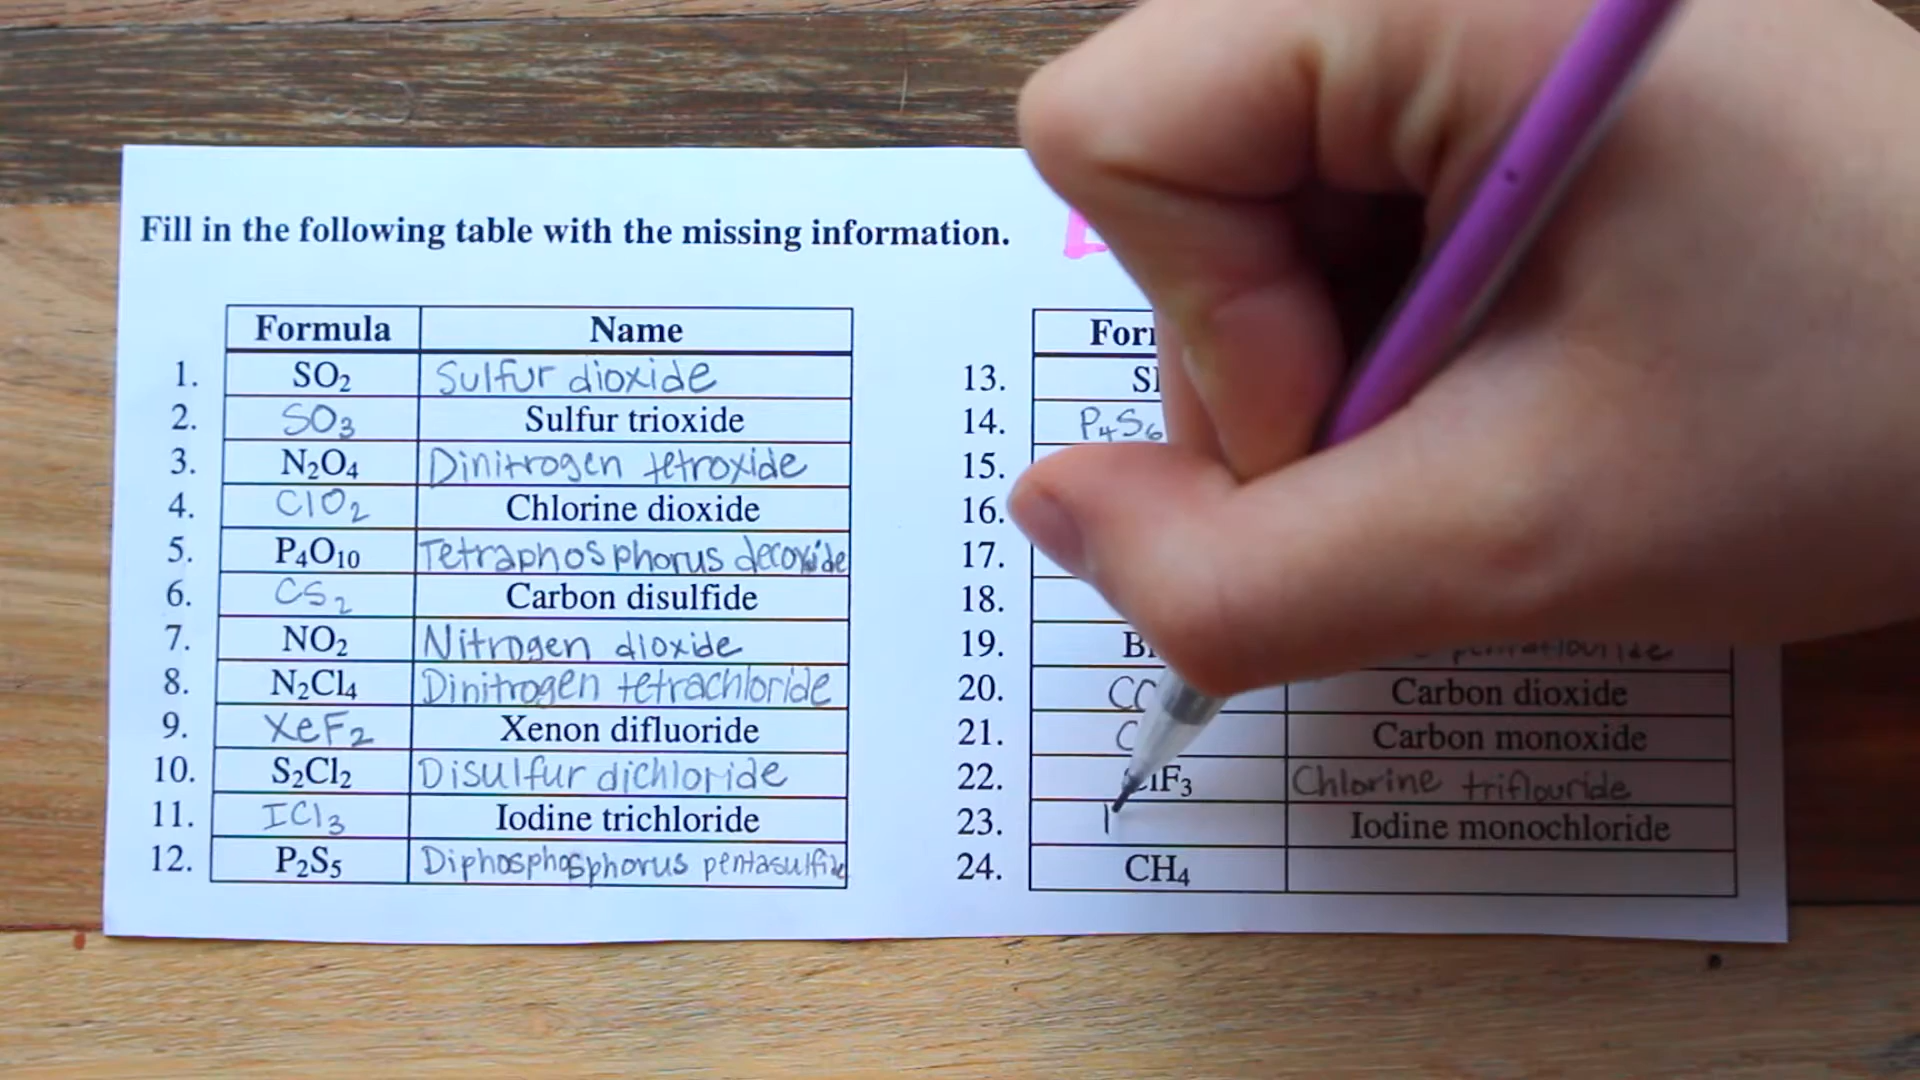 Fill in the following table with the missing information.
Formula Name
1. SO₂ Sulfur dioxide
2. SO₃ Sulfur trioxide
3. N₂O₄ Dinitrogen tetroxide
4. ClO₂ Chlorine dioxide
5. P₄O₁₀ Tetraphosphorus decoxide
6. CS₂ Carbon disulfide
7. NO₂ Nitrogen dioxide
8. N₂Cl₄ Dinitrogen tetrachloride
9. XeF₂ Xenon difluoride
10. S₂Cl₂ Disulfur dichloride
11. ICl₃ Iodine trichloride
12. P₂S₅ Diphosphosphorus pentasulfide
13.
14. P₄S₆
15.
16.
17.
18.
19.
20. Carbon dioxide
21. Carbon monoxide
22. ClF₃ Chlorine triflouride
23. I Iodine monochloride
24. CH₄